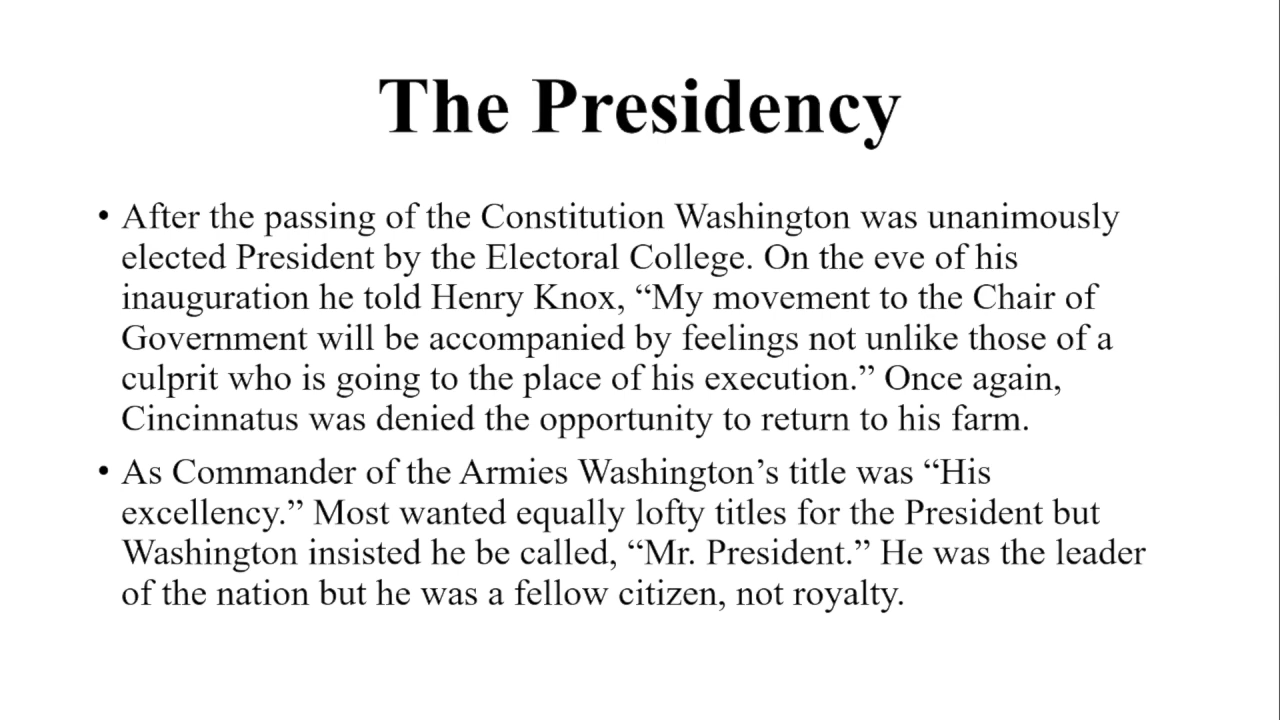 The Presidency
• After the passing of the Constitution Washington was unanimously
elected President by the Electoral College. On the eve of his
inauguration he told Henry Knox, “My movement to the Chair of
Government will be accompanied by feelings not unlike those of a
culprit who is going to the place of his execution.” Once again,
Cincinnatus was denied the opportunity to return to his farm.
• As Commander of the Armies Washington’s title was “His
excellency.” Most wanted equally lofty titles for the President but
Washington insisted he be called, “Mr. President.” He was the leader
of the nation but he was a fellow citizen, not royalty.